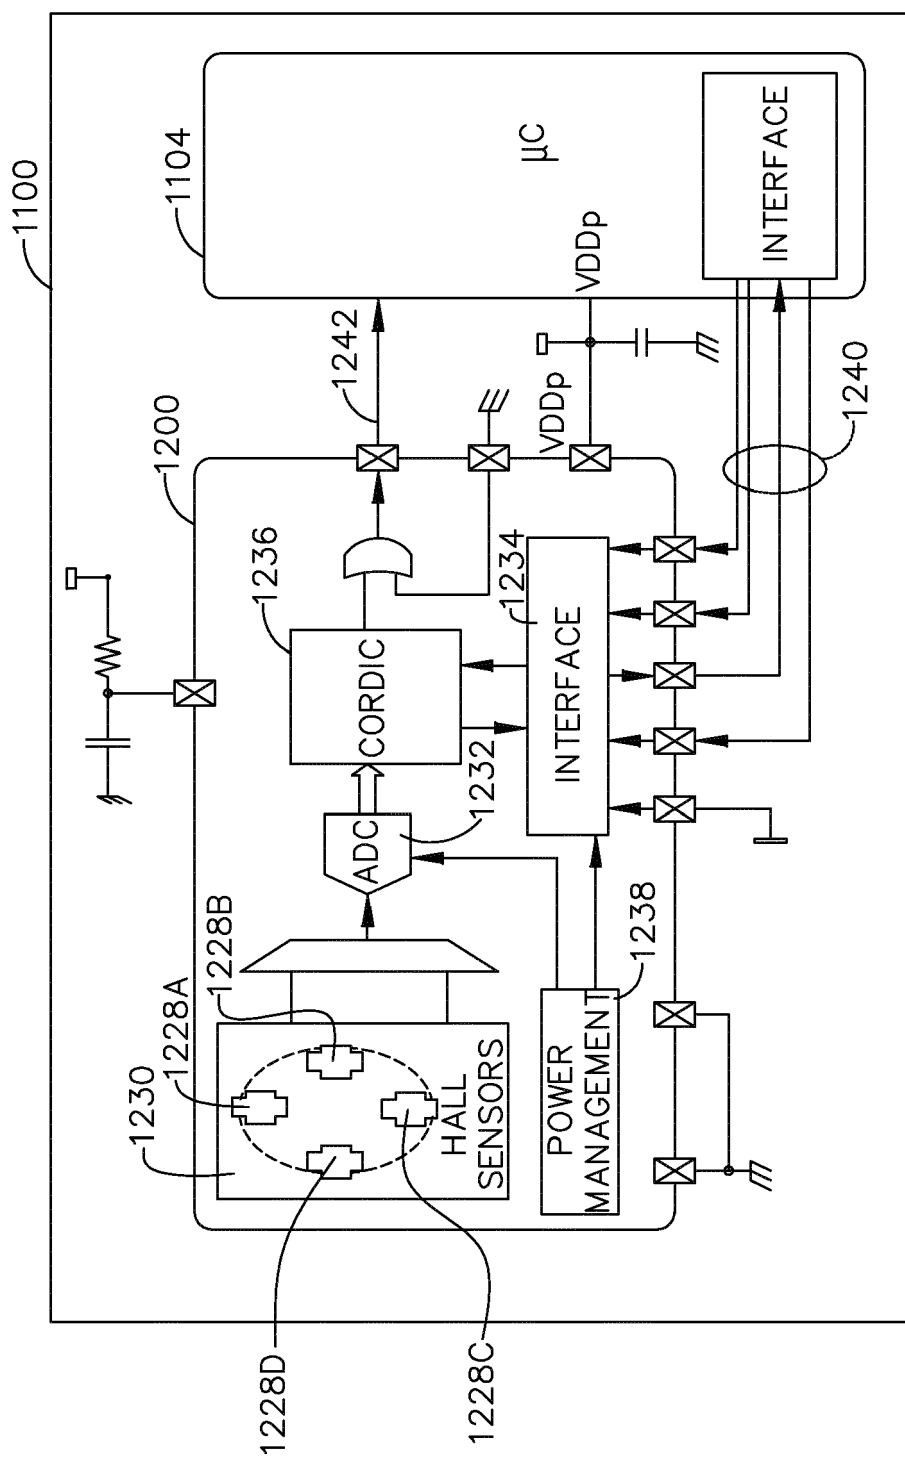 1100
1104
µC
INTERFACE
VDDp
1242
VDDp
1240
1200
1236
CORDIC
1234
INTERFACE
1232
ADC
1238
POWER
MANAGEMENT
1228B
1228A
1230
HALL
SENSORS
1228D
1228C